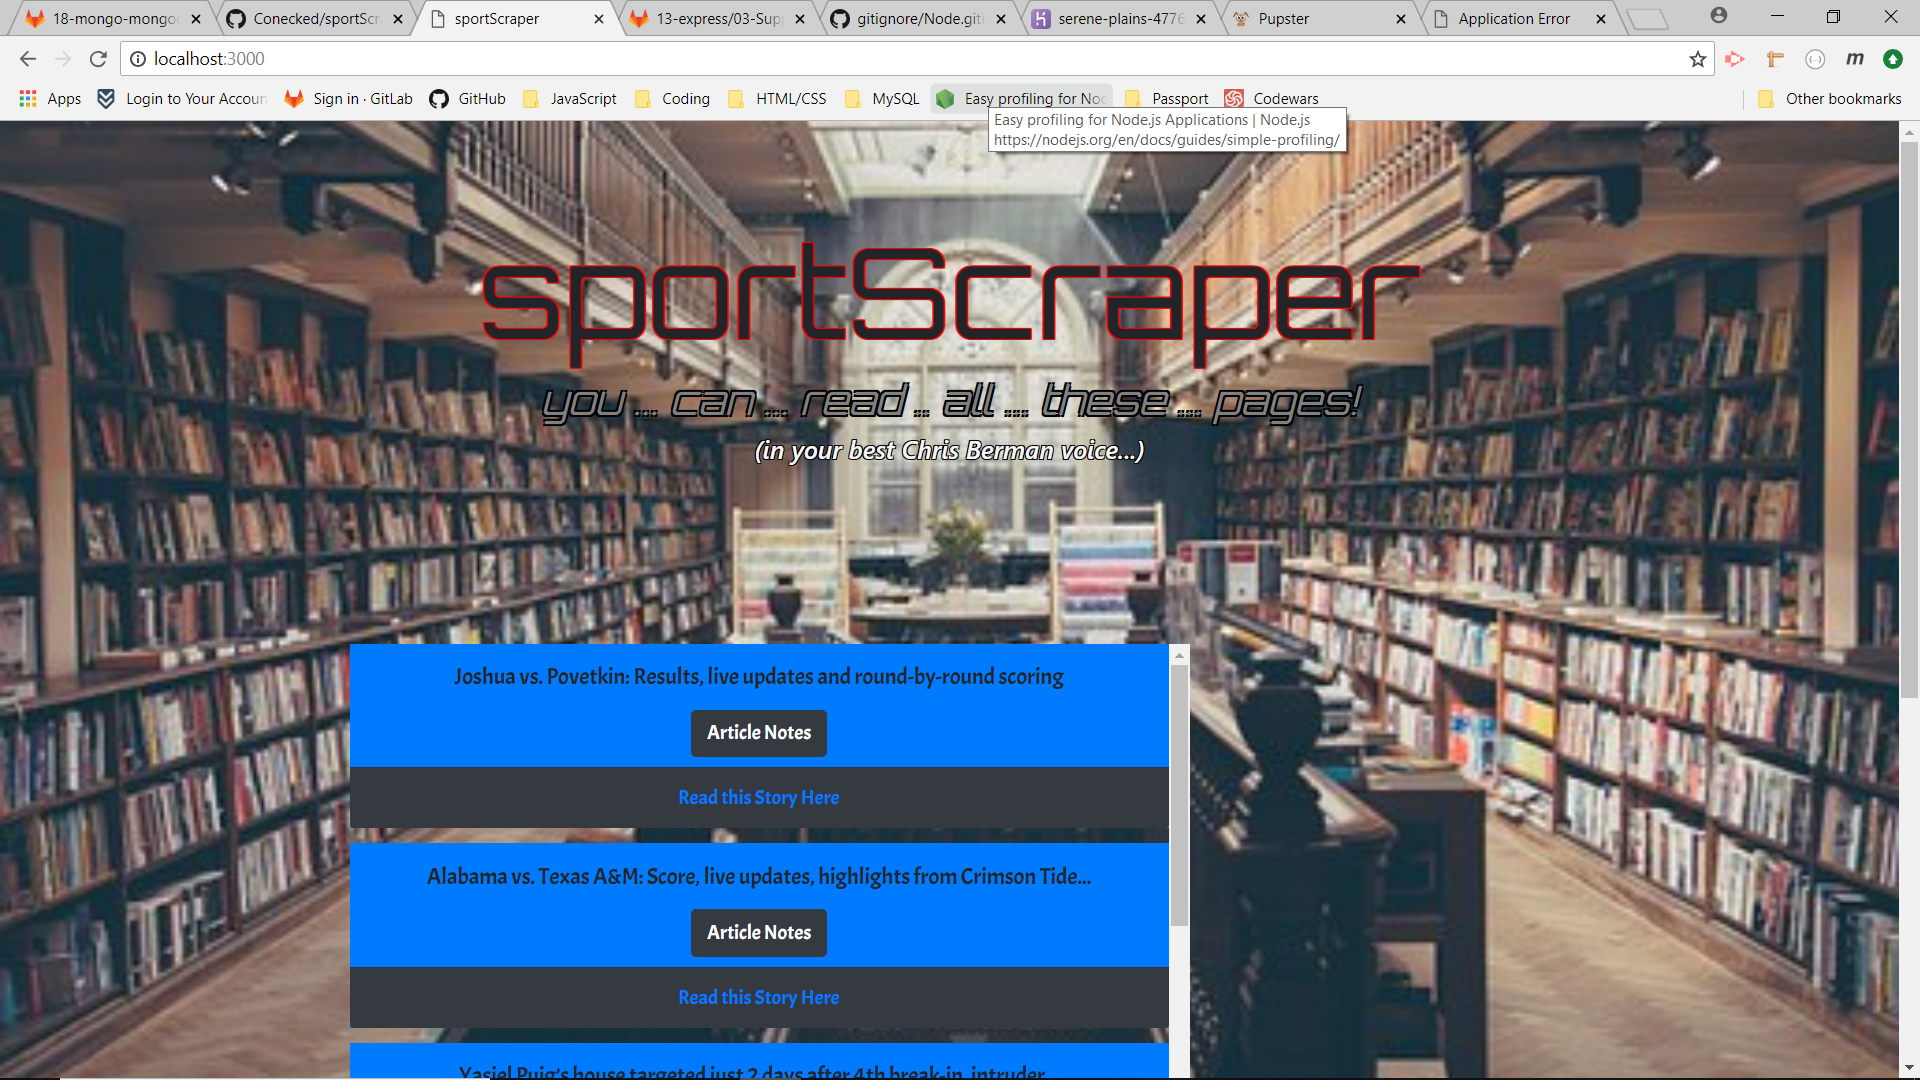 18-mongo-mongo
Conecked/sportScr
sportScraper
13-express/03-Sup
gitignore/Node.giti
serene-plains-4776
Pupster
Application Error
localhost:3000
m
Apps
Login to Your Accoun
Sign in · GitLab
GitHub
JavaScript
Coding
HTML/CSS
MySQL
Easy profiling for Noc
Passport
Codewars
Other bookmarks
Easy profiling for Node.js Applications | Node.js
https://nodejs.org/en/docs/guides/simple-profiling/
sportScraper
you ... can ... read .. all .... these .... pages!
(in your best Chris Berman voice...)
Joshua vs. Povetkin: Results, live updates and round-by-round scoring
Article Notes
Read this Story Here
Alabama vs. Texas A&M: Score, live updates, highlights from Crimson Tide...
Article Notes
Read this Story Here
Yasiel Puig's house targeted just 2 days after 4th break-in, intruder